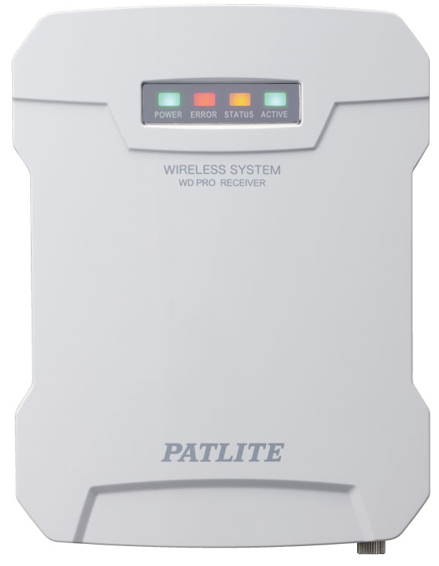 POWER ERROR STATUS ACTIVE
WIRELESS SYSTEM
WD PRO RECEIVER
PATLITE